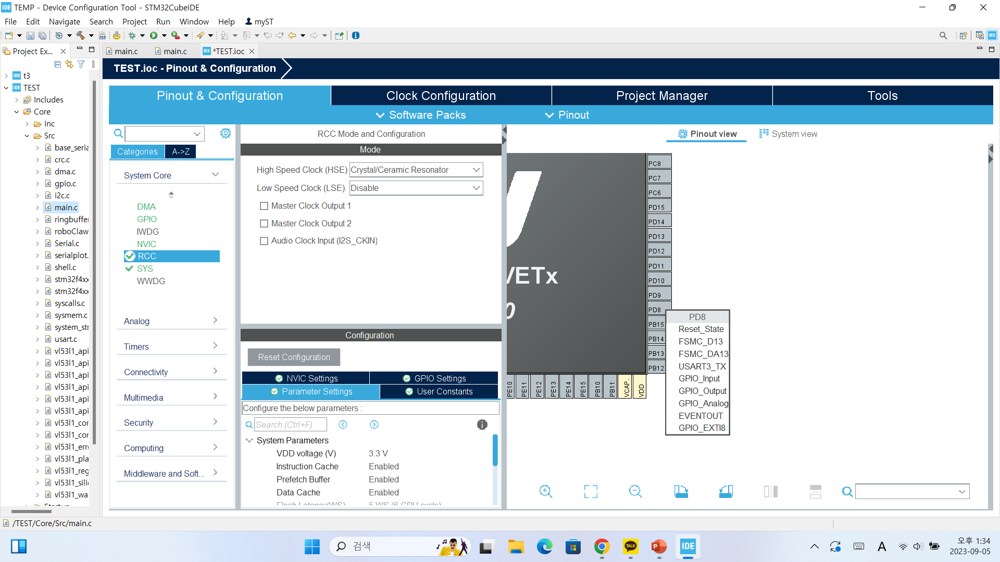 TEMP - Device Configuration Tool - STM32CubeIDE
File Edit Navigate Search Project Run Window Help myST
Project Ex...
main.c
main.c
*TEST.ioc
TEST.ioc - Pinout & Configuration
Pinout & Configuration
Clock Configuration
Project Manager
Tools
Software Packs
Pinout
t3
TEST
Includes
Core
Inc
Src
base_seria
crc.c
dma.c
gpio.c
i2c.c
main.c
ringbuffer
roboClaw
Serial.c
serialplot.
shell.c
stm32f4xx
stm32f4xx
syscalls.c
sysmem.c
system_str
usart.c
vl53l1_api
vl53l1_api
vl53l1_api
vl53l1_api
vl53l1_api
vl53l1_api
vl53l1_cor
vl53l1_cor
vl53l1_erre
vl53l1_pla
vl53l1_reg
vl53l1_sili
vl53l1_wa
Categories
A->Z
System Core
DMA
GPIO
IWDG
NVIC
RCC
SYS
WWDG
Analog
Timers
Connectivity
Multimedia
Security
Computing
Middleware and Soft...
RCC Mode and Configuration
Mode
High Speed Clock (HSE) Crystal/Ceramic Resonator
Low Speed Clock (LSE) Disable
Master Clock Output 1
Master Clock Output 2
Audio Clock Input (I2S_CKIN)
Configuration
Reset Configuration
NVIC Settings
GPIO Settings
Parameter Settings
User Constants
Configure the below parameters :
Search (Ctrl+F)
System Parameters
VDD voltage (V) 3.3 V
Instruction Cache Enabled
Prefetch Buffer Enabled
Data Cache Enabled
Flash Latency(WS) 5 WS (6 CPU cycle)
Pinout view
System view
VETx
PC8
PC7
PC6
PD15
PD14
PD13
PD12
PD11
PD10
PD9
PD8
PB15
PB14
PB13
PB12
PE10
PE11
PE12
PE13
PE14
PE15
PB10
PB11
VCAP..
VDD
PD8
Reset_State
FSMC_D13
FSMC_DA13
USART3_TX
GPIO_Input
GPIO_Output
GPIO_Analog
EVENTOUT
GPIO_EXTI8
/TEST/Core/Src/main.c
검색
TALK
IDE
A
오후 1:34
2023-09-05